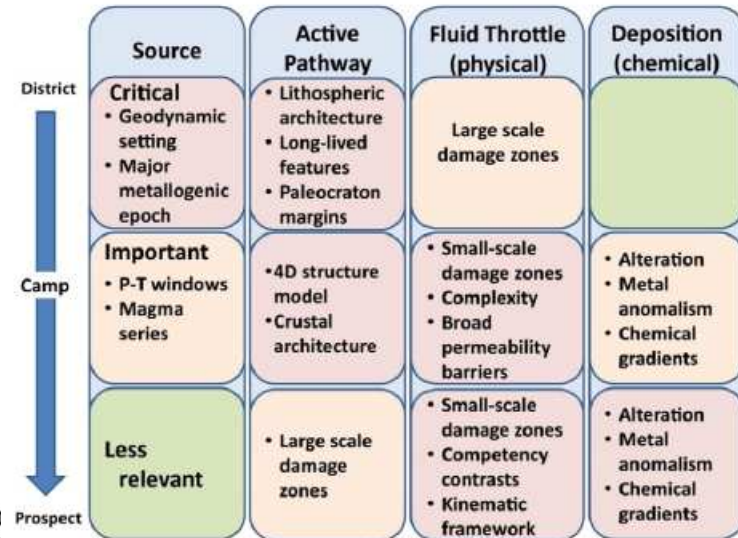 Source
Active
Pathway
Fluid Throttle
(physical)
Deposition
(chemical)
District
Critical
• Geodynamic
setting
• Major
metallogenic
epoch
• Lithospheric
architecture
• Long-lived
features
• Paleocraton
margins
Large scale
damage zones
Camp
Important
• P-T windows
• Magma
series
• 4D structure
model
• Crustal
architecture
• Small-scale
damage zones
• Complexity
• Broad
permeability
barriers
• Alteration
• Metal
anomalism
• Chemical
gradients
Prospect
Less
relevant
• Large scale
damage
zones
• Small-scale
damage zones
• Competency
contrasts
• Kinematic
framework
• Alteration
• Metal
anomalism
• Chemical
gradients